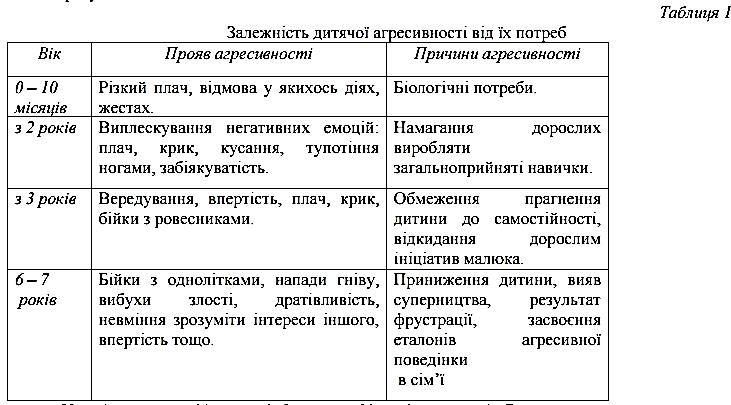 Таблиця 1
Залежність дитячої агресивності від їх потреб
Вік
Прояв агресивності
Причини агресивності
0 – 10
місяців
Різкий плач, відмова у якихось діях,
жестах.
Біологічні потреби.
з 2 років
Виплескування негативних емоцій:
плач, крик, кусання, тупотіння
ногами, забіякуватість.
Намагання дорослих
виробляти
загальноприйняті навички.
з 3 років
Вередування, впертість, плач, крик,
бійки з ровесниками.
Обмеження прагнення
дитини до самостійності,
відкидання дорослим
ініціатив малюка.
6 – 7
років
Бійки з однолітками, напади гніву,
вибухи злості, дратівливість,
невміння зрозуміти інтереси іншого,
впертість тощо.
Приниження дитини, вияв
суперництва, результат
фрустрації, засвоєння
еталонів агресивної
поведінки
в сім'ї